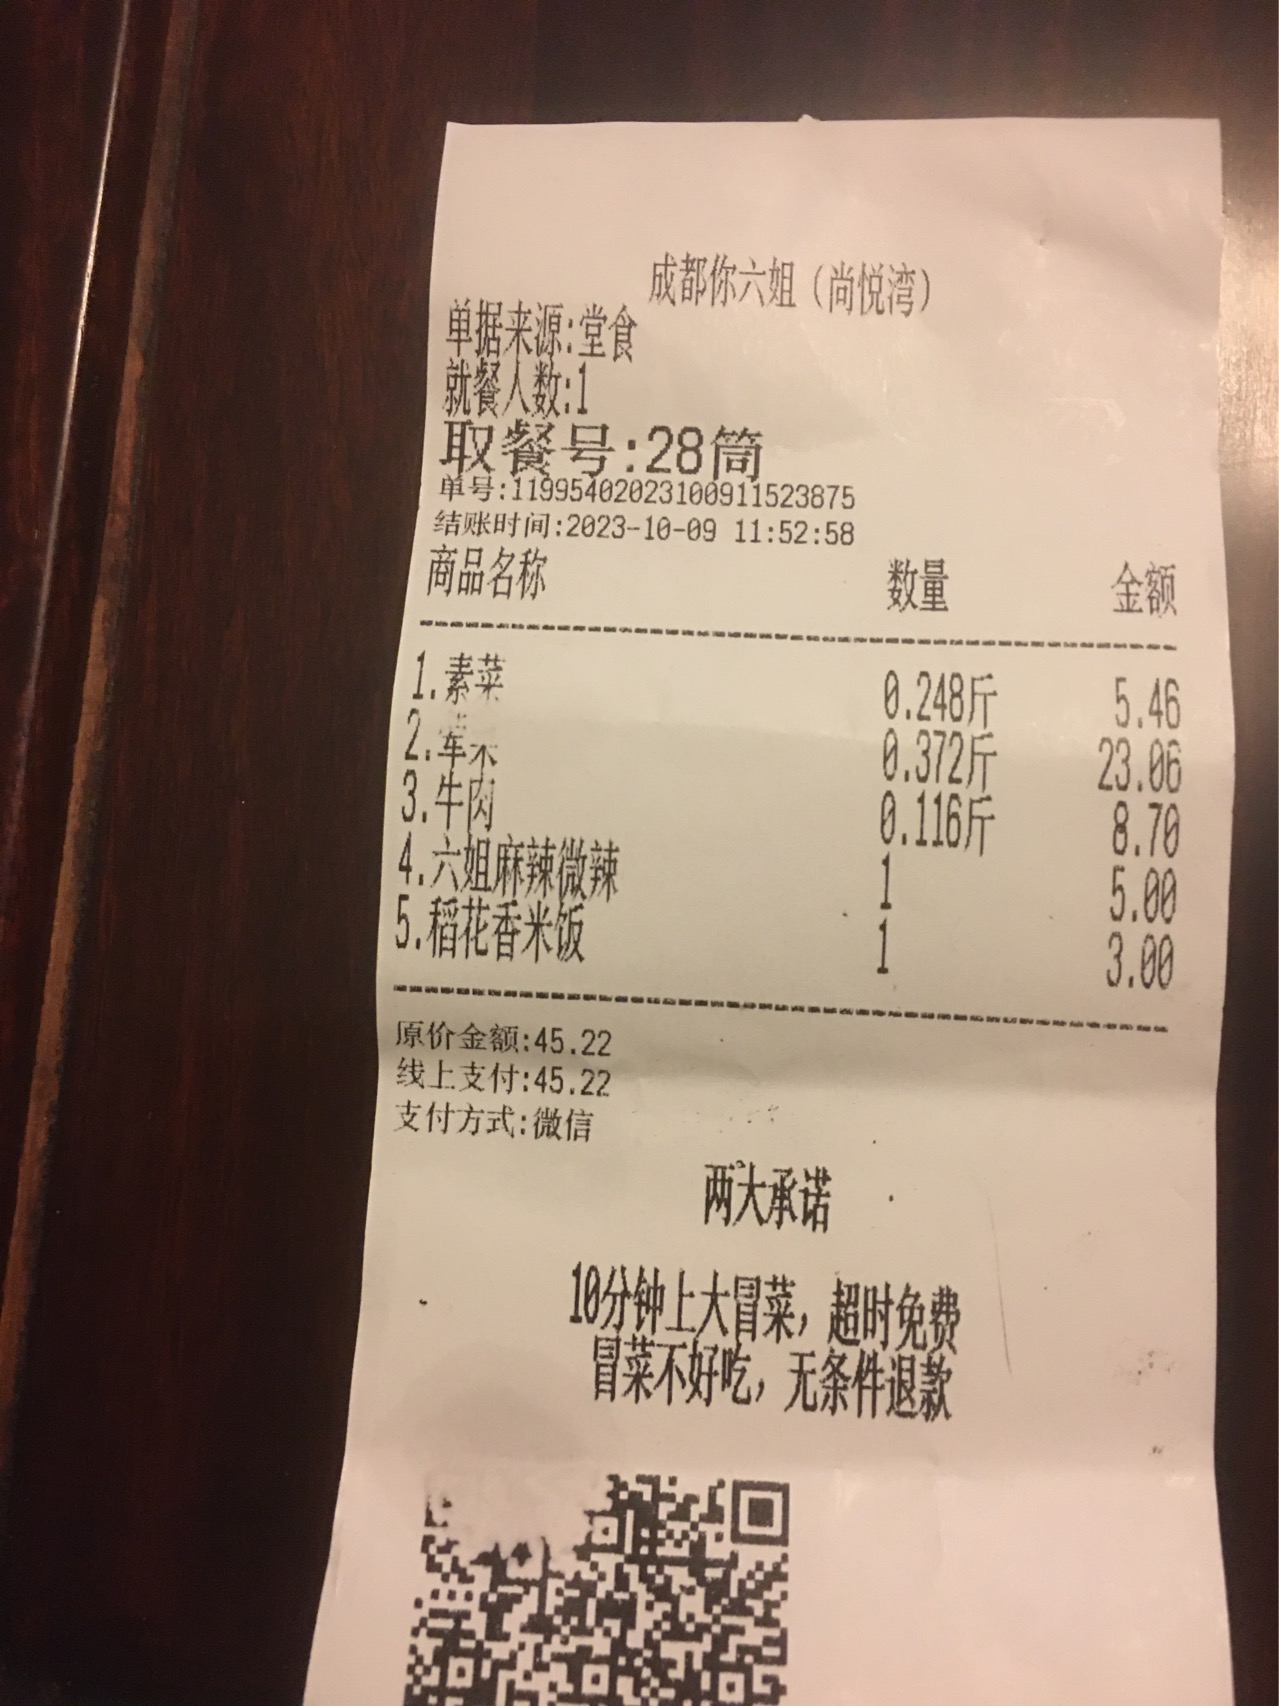 成都你六姐（尚悦湾）
单据来源:堂食
就餐人数:1
取餐号:28筒
单号:11995402023100911523875
结账时间:2023-10-09 11:52:58
商品名称 数量 金额
1.素菜 0.248斤 5.46
2.荤菜 0.372斤 23.06
3.牛肉 0.116斤 8.70
4.六姐麻辣微辣 1 5.00
5.稻花香米饭 1 3.00
原价金额:45.22
线上支付:45.22
支付方式:微信
两大承诺
10分钟上大冒菜，超时免费
冒菜不好吃，无条件退款